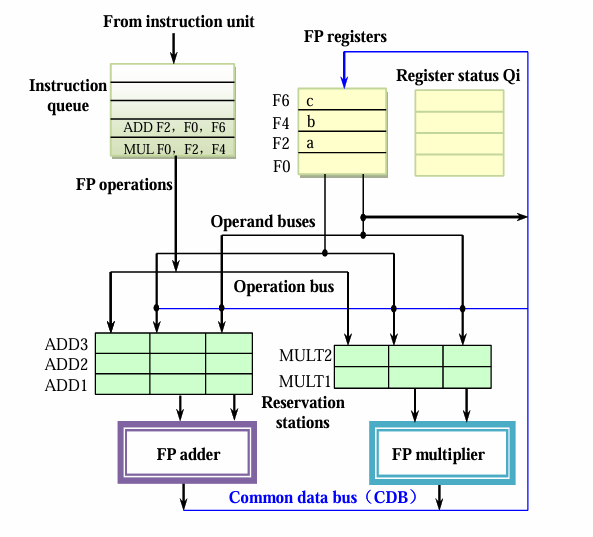 From instruction unit
FP registers
Instruction
queue
Register status Qi
ADD F2, F0, F6
MUL F0, F2, F4
F6 c
F4 b
F2 a
F0
FP operations
Operand buses
Operation bus
ADD3
ADD2
ADD1
MULT2
MULT1
Reservation
stations
FP adder
FP multiplier
Common data bus（CDB）